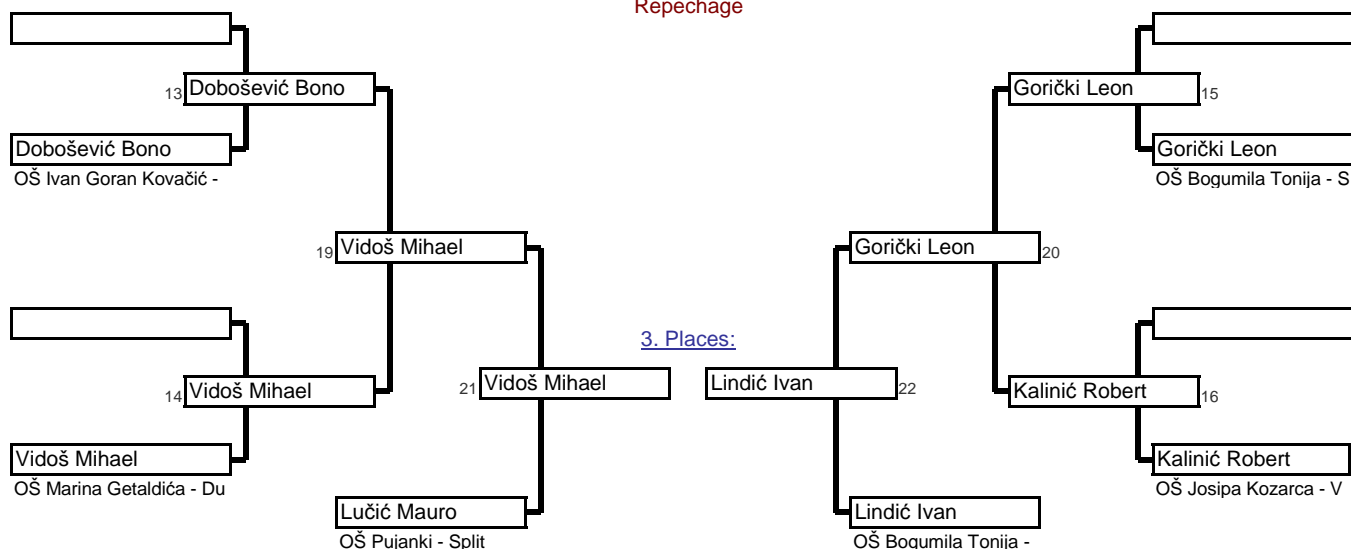 Repechage
13 Dobošević Bono
Gorički Leon 15
Dobošević Bono
OŠ Ivan Goran Kovačić -
Gorički Leon
OŠ Bogumila Tonija - S
19 Vidoš Mihael
Gorički Leon 20
3. Places:
14 Vidoš Mihael
21 Vidoš Mihael
Lindić Ivan 22
Kalinić Robert 16
Vidoš Mihael
OŠ Marina Getaldića - Du
Kalinić Robert
OŠ Josipa Kozarca - V
Lučić Mauro
OŠ Pujanki - Split
Lindić Ivan
OŠ Bogumila Tonija -